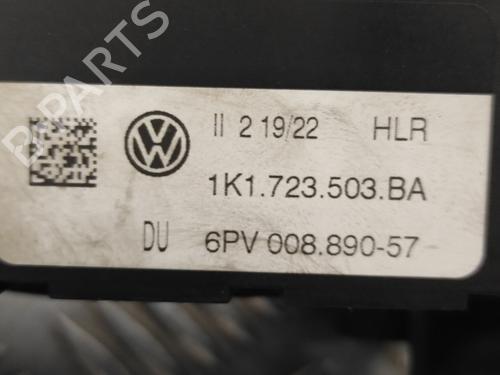 B-PARTS
II 2 19/22 HLR
1K1.723.503.BA
DU 6PV 008.890-57